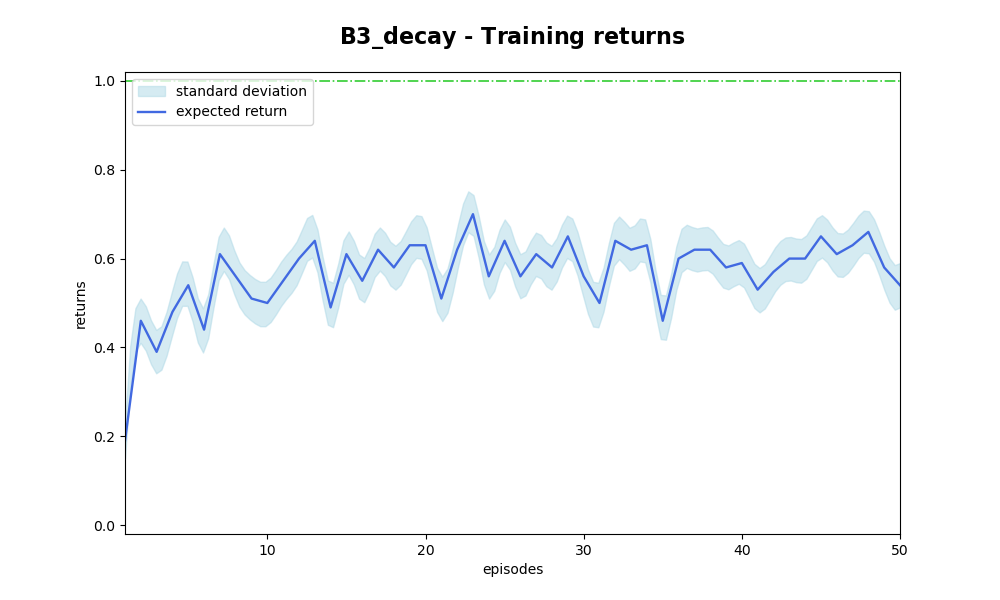 B3_decay - Training returns
1.0
standard deviation
expected return
0.8
0.6
returns
0.4
0.2
0.0
10 20 30 40 50
episodes